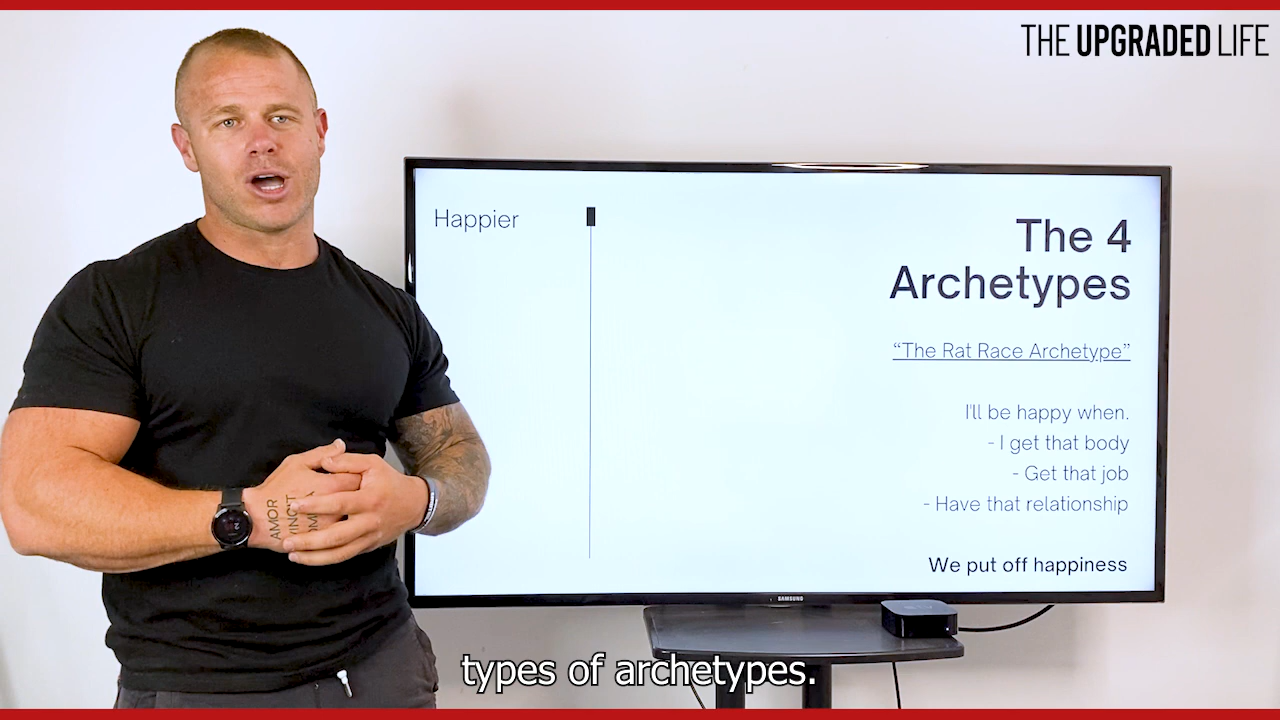 THE UPGRADED LIFE
Happier
The 4
Archetypes
“The Rat Race Archetype”
I'll be happy when.
- I get that body
- Get that job
- Have that relationship
We put off happiness
SAMSUNG
AMOR
types of archetypes.